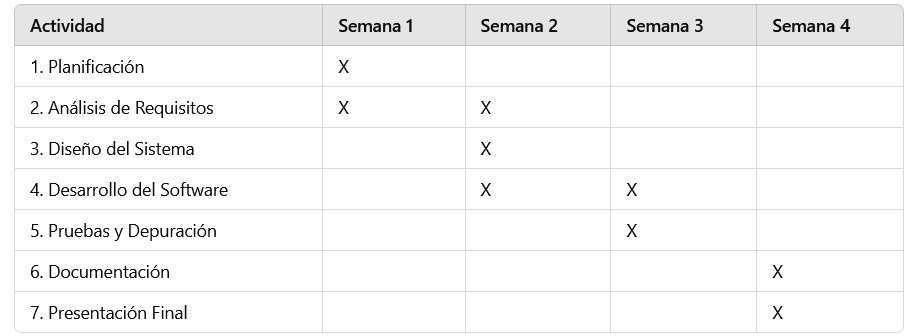 Actividad Semana 1 Semana 2 Semana 3 Semana 4
1. Planificación X
2. Análisis de Requisitos X X
3. Diseño del Sistema X
4. Desarrollo del Software X X
5. Pruebas y Depuración X
6. Documentación X
7. Presentación Final X